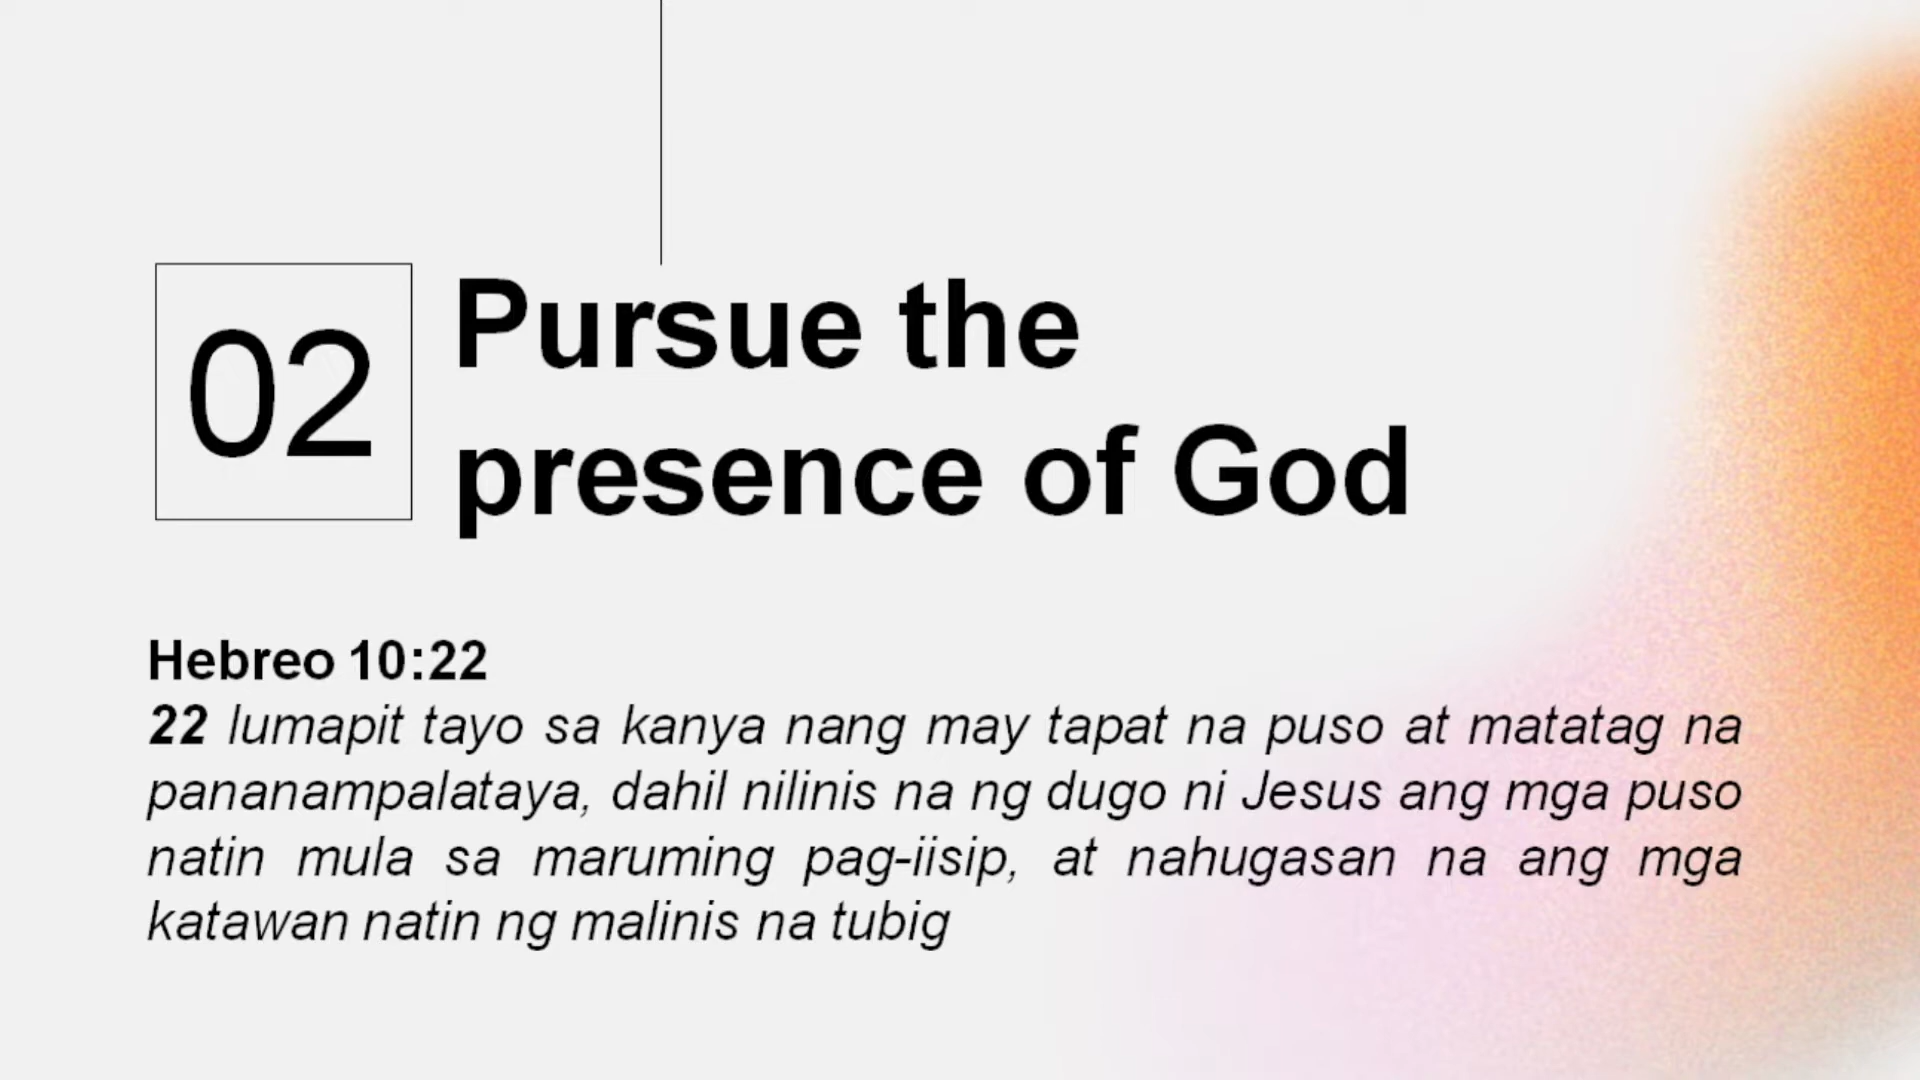 02
Pursue the
presence of God
Hebreo 10:22
22 lumapit tayo sa kanya nang may tapat na puso at matatag na
pananampalataya, dahil nilinis na ng dugo ni Jesus ang mga puso
natin mula sa maruming pag-iisip, at nahugasan na ang mga
katawan natin ng malinis na tubig